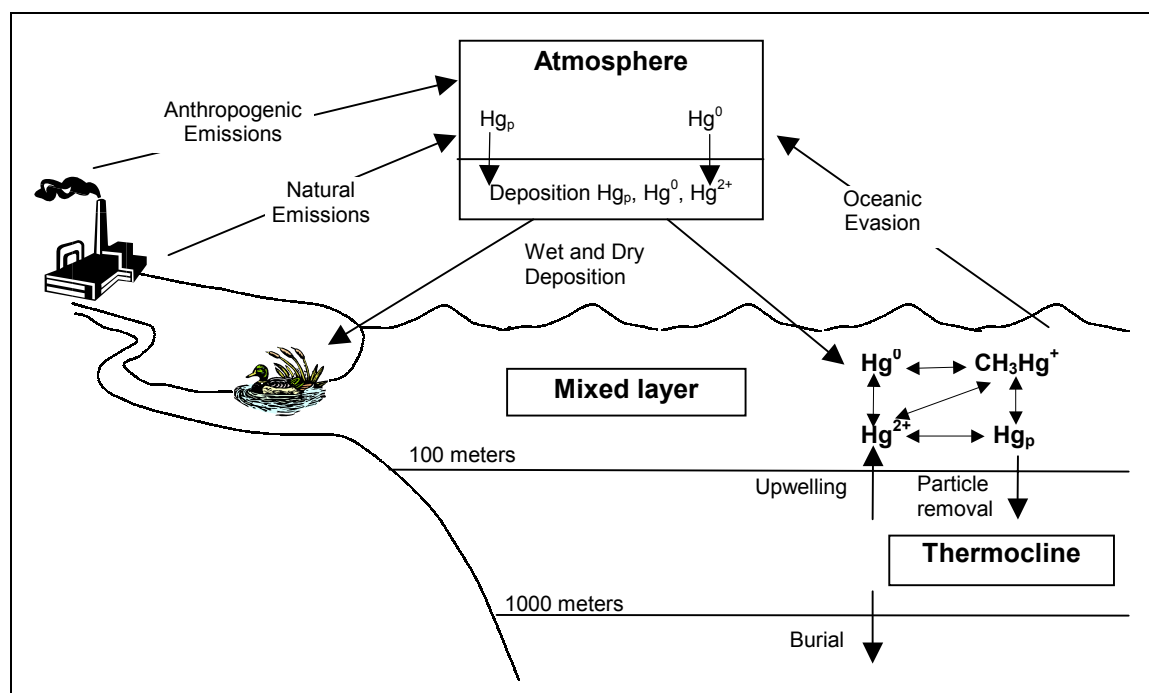 Atmosphere
Anthropogenic
Emissions
Hgₚ
Hg⁰
Natural
Emissions
Deposition Hgₚ, Hg⁰, Hg²⁺
Oceanic
Evasion
Wet and Dry
Deposition
Hg⁰
CH₃Hg⁺
Mixed layer
Hg²⁺
Hgₚ
100 meters
Upwelling
Particle
removal
Thermocline
1000 meters
Burial